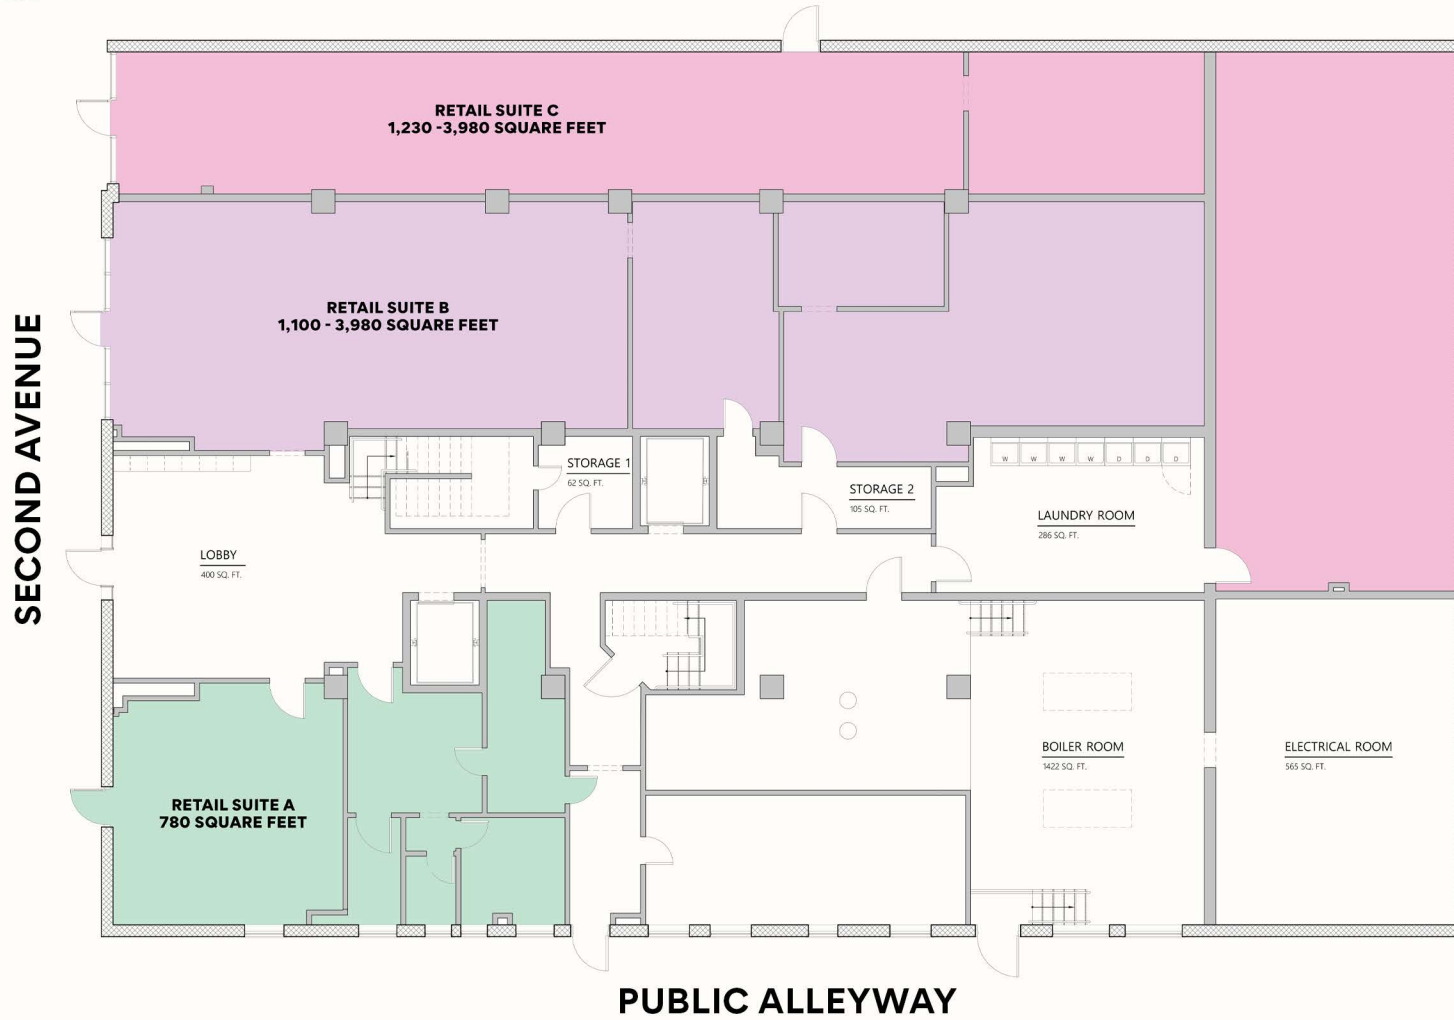 RETAIL SUITE C
1,230 -3,980 SQUARE FEET
RETAIL SUITE B
1,100 - 3,980 SQUARE FEET
SECOND AVENUE
STORAGE 1
62 SQ. FT.
STORAGE 2
105 SQ. FT.
W W W W D D D
LAUNDRY ROOM
286 SQ. FT.
LOBBY
400 SQ. FT.
RETAIL SUITE A
780 SQUARE FEET
BOILER ROOM
1422 SQ. FT.
ELECTRICAL ROOM
565 SQ. FT.
PUBLIC ALLEYWAY